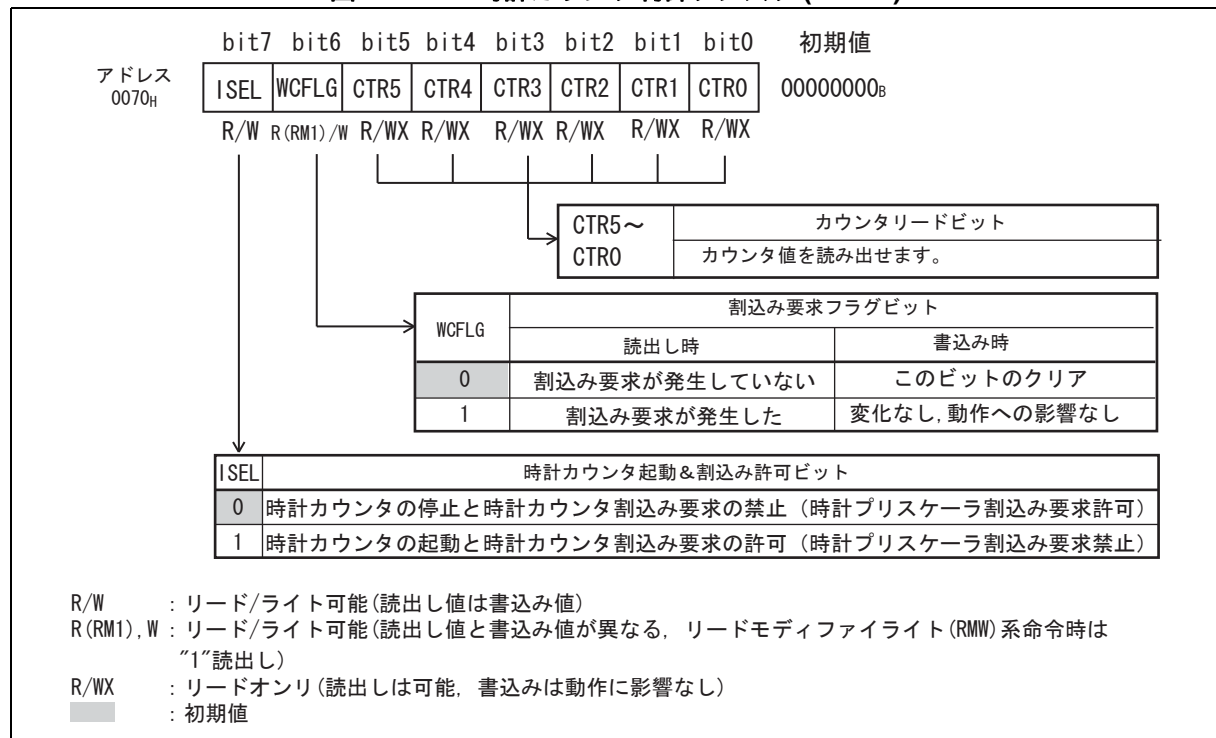 bit7 bit6 bit5 bit4 bit3 bit2 bit1 bit0 初期値
アドレス
0070H
ISEL WCFLG CTR5 CTR4 CTR3 CTR2 CTR1 CTR0 00000000B
R/W R(RM1)/W R/WX R/WX R/WX R/WX R/WX R/WX
CTR5～
CTR0
カウンタリードビット
カウンタ値を読み出せます。
WCFLG
割込み要求フラグビット
読出し時 書込み時
0 割込み要求が発生していない このビットのクリア
1 割込み要求が発生した 変化なし,動作への影響なし
ISEL 時計カウンタ起動＆割込み許可ビット
0 時計カウンタの停止と時計カウンタ割込み要求の禁止（時計プリスケーラ割込み要求許可）
1 時計カウンタの起動と時計カウンタ割込み要求の許可（時計プリスケーラ割込み要求禁止）
R/W : リード/ライト可能(読出し値は書込み値)
R(RM1),W : リード/ライト可能(読出し値と書込み値が異なる, リードモディファイライト(RMW)系命令時は
"1"読出し)
R/WX : リードオンリ(読出しは可能, 書込みは動作に影響なし)
: 初期値